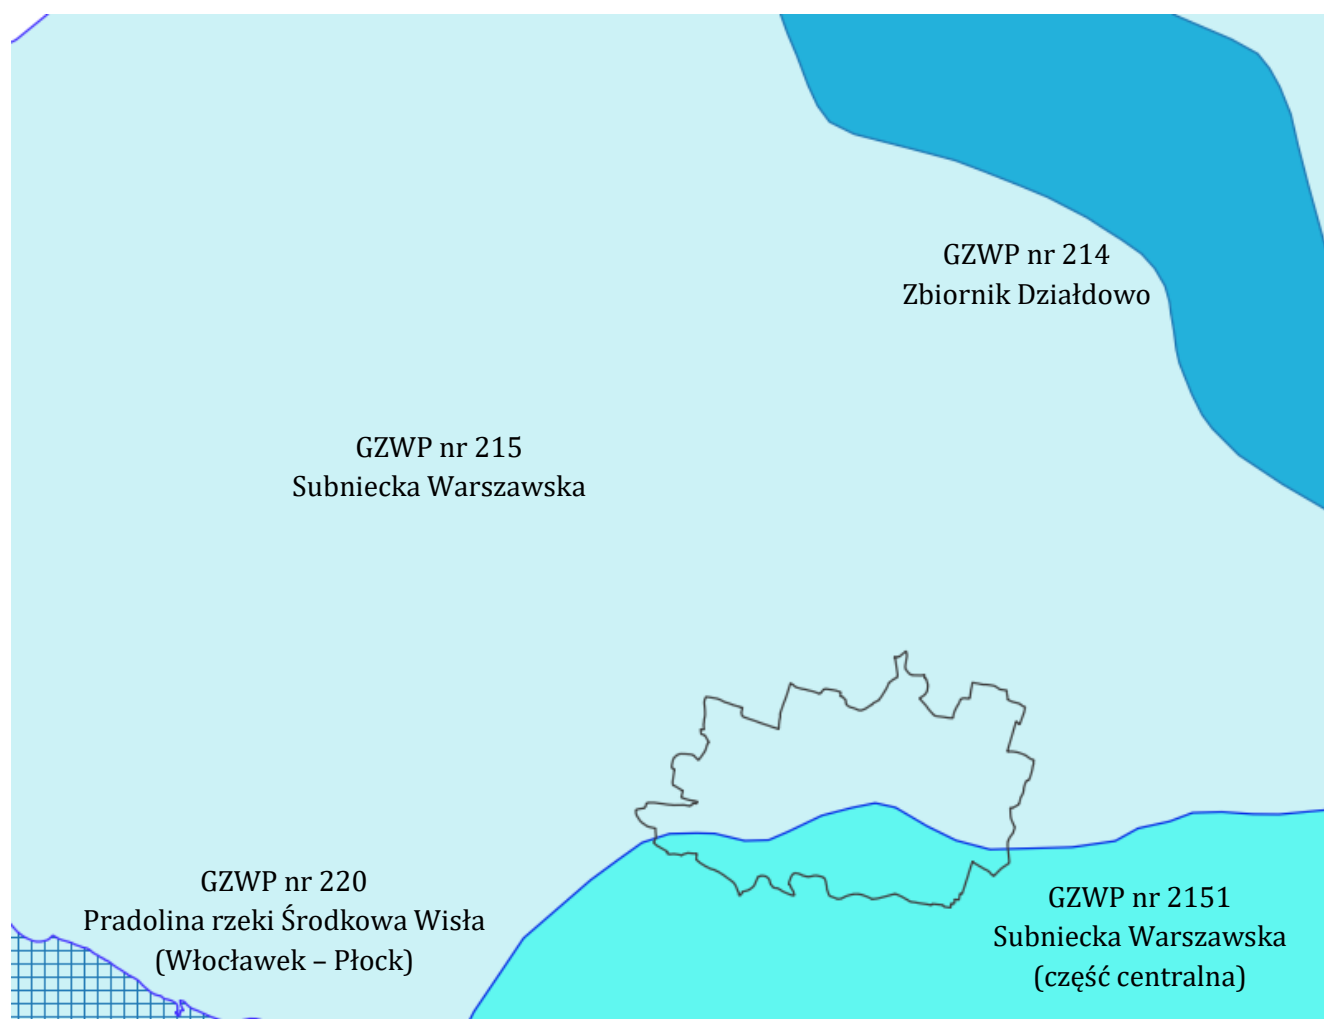 GZWP nr 214
Zbiornik Działdowo
GZWP nr 215
Subniecka Warszawska
GZWP nr 220
Pradolina rzeki Środkowa Wisła
(Włocławek – Płock)
GZWP nr 2151
Subniecka Warszawska
(część centralna)